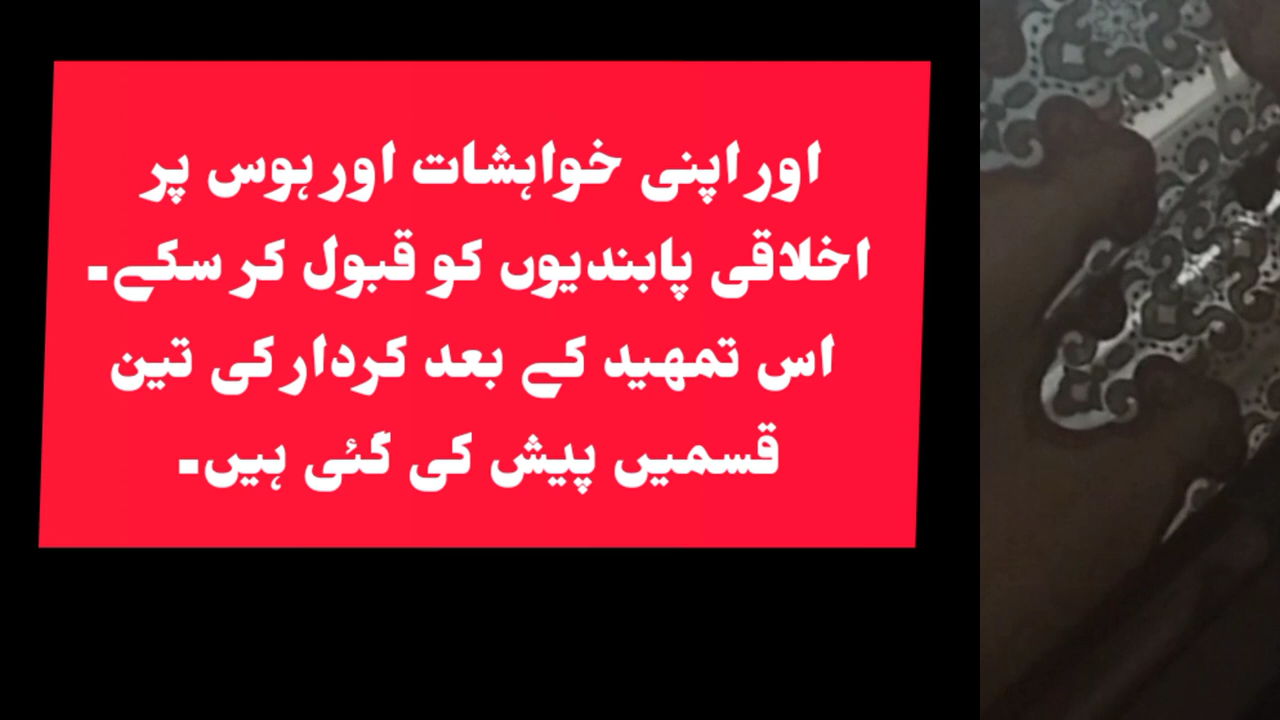 اور اپنی خواہشات اور ہوس پر
اخلاقی پابندیوں کو قبول کر سکے۔
اس تمھید کے بعد کردار کی تین
قسمیں پیش کی گئی ہیں۔